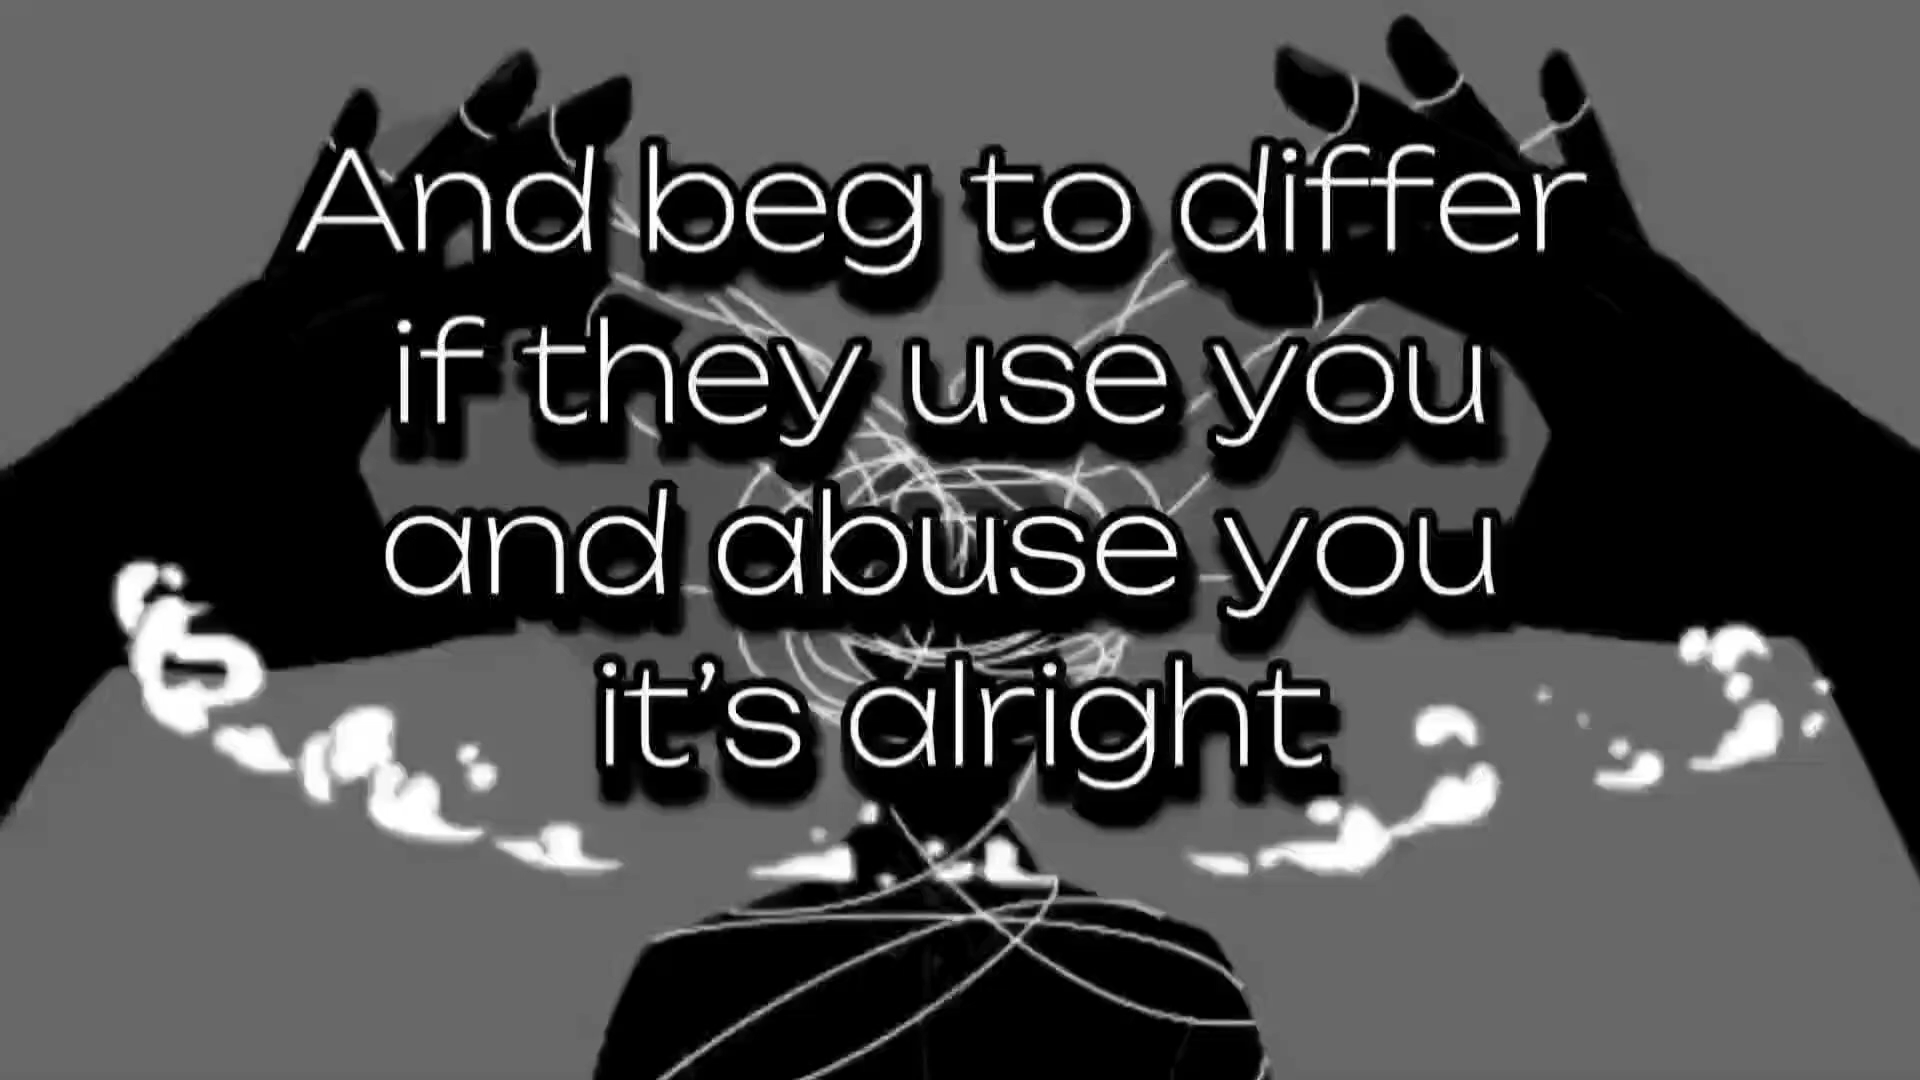 And beg to differ
if they use you
and abuse you
it's alright